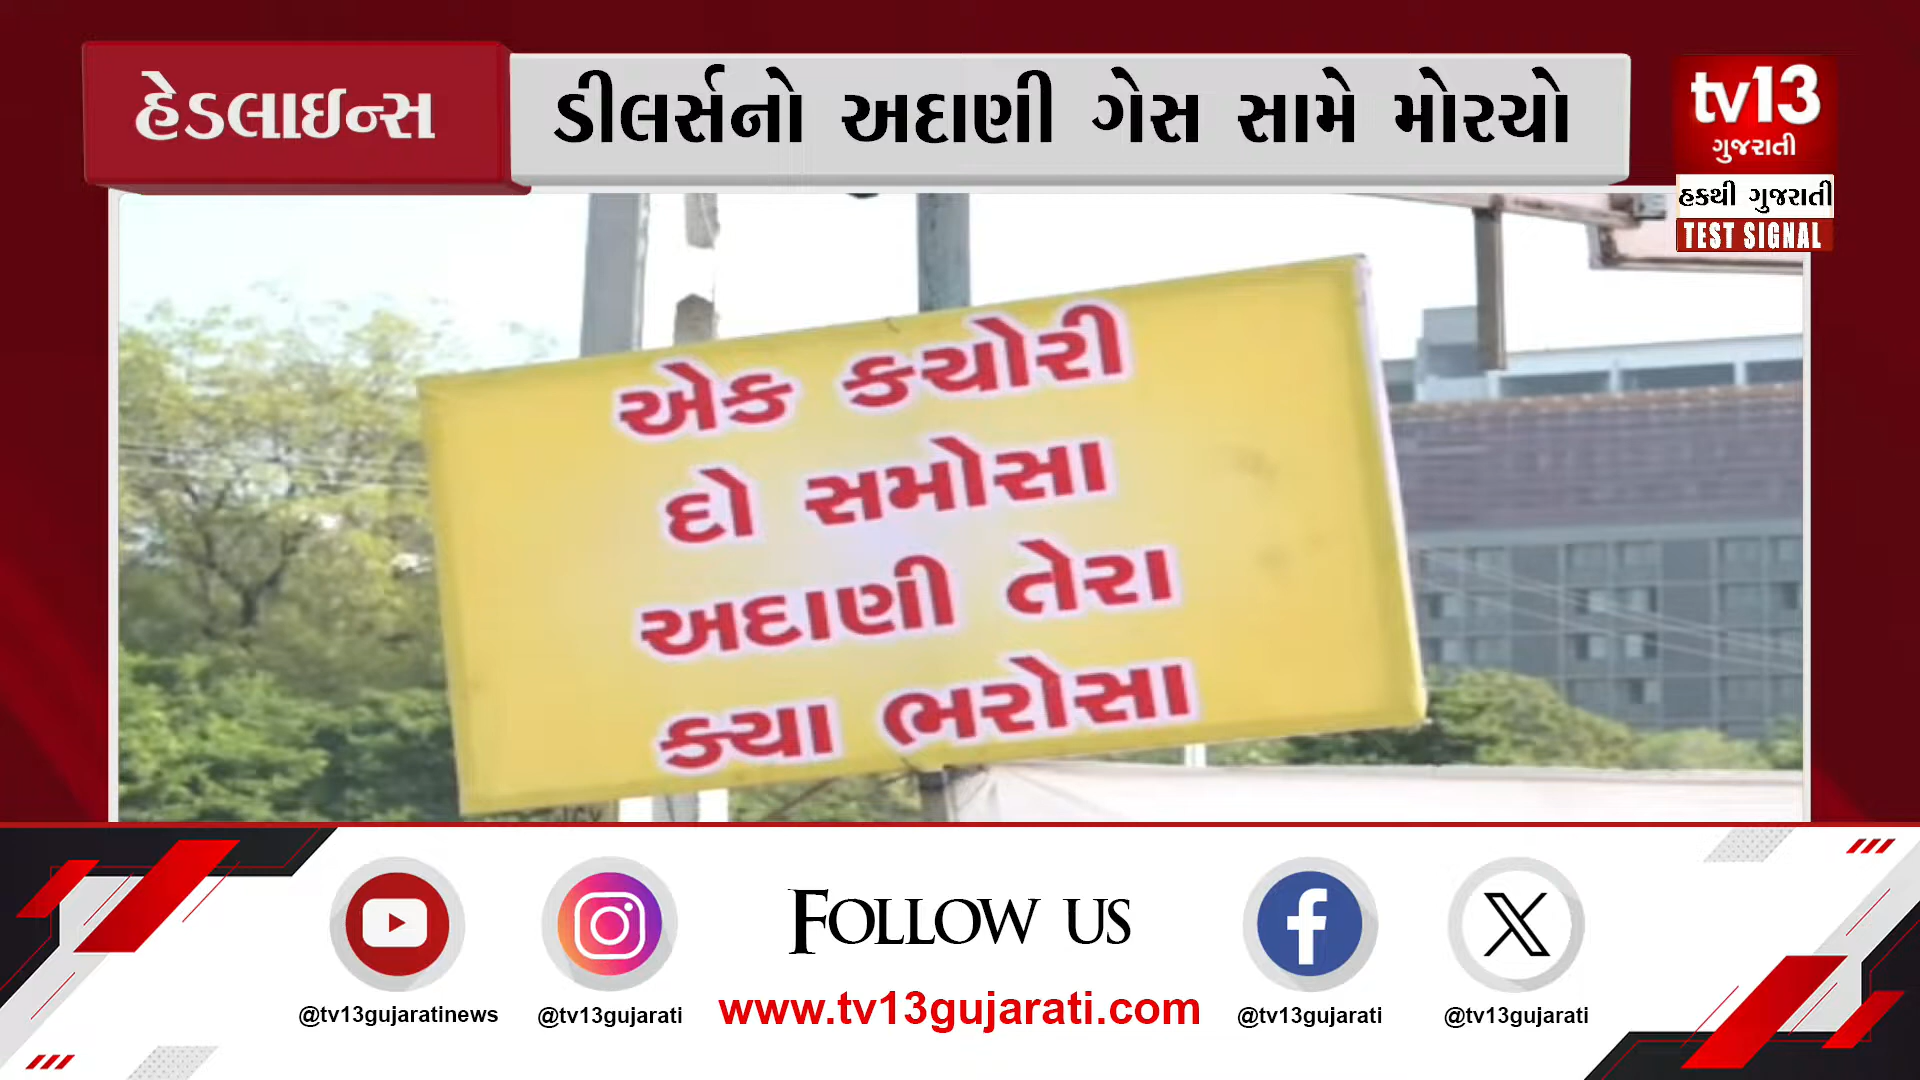 હેડલાઇન્સ
ડીલર્સનો અદાણી ગેસ સામે મોરચો
tv13
ગુજરાતી
હકથી ગુજરાતી
TEST SIGNAL
એક કચોરી
દો સમોસા
અદાણી તેરા
ક્યા ભરોસા
FOLLOW US
www.tv13gujarati.com
@tv13gujaratinews
@tv13gujarati
@tv13gujarati
@tv13gujarati